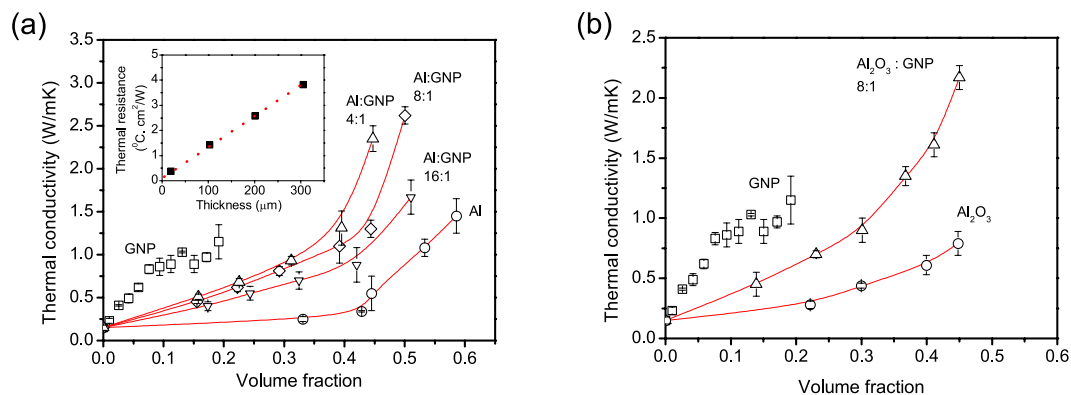 (a)
3.5
3.0
2.5
2.0
1.5
1.0
0.5
0.0
Thermal conductivity (W/mK)
0.0 0.1 0.2 0.3 0.4 0.5 0.6
Volume fraction
5
4
3
2
1
0
Thermal resistance
(⁰C. cm²/W)
0 100 200 300
Thickness (μm)
Al:GNP
4:1
Al:GNP
8:1
Al:GNP
16:1
Al
GNP
(b)
2.5
2.0
1.5
1.0
0.5
0.0
Thermal conductivity (W/mK)
0.0 0.1 0.2 0.3 0.4 0.5 0.6
Volume fraction
Al₂O₃ : GNP
8:1
GNP
Al₂O₃